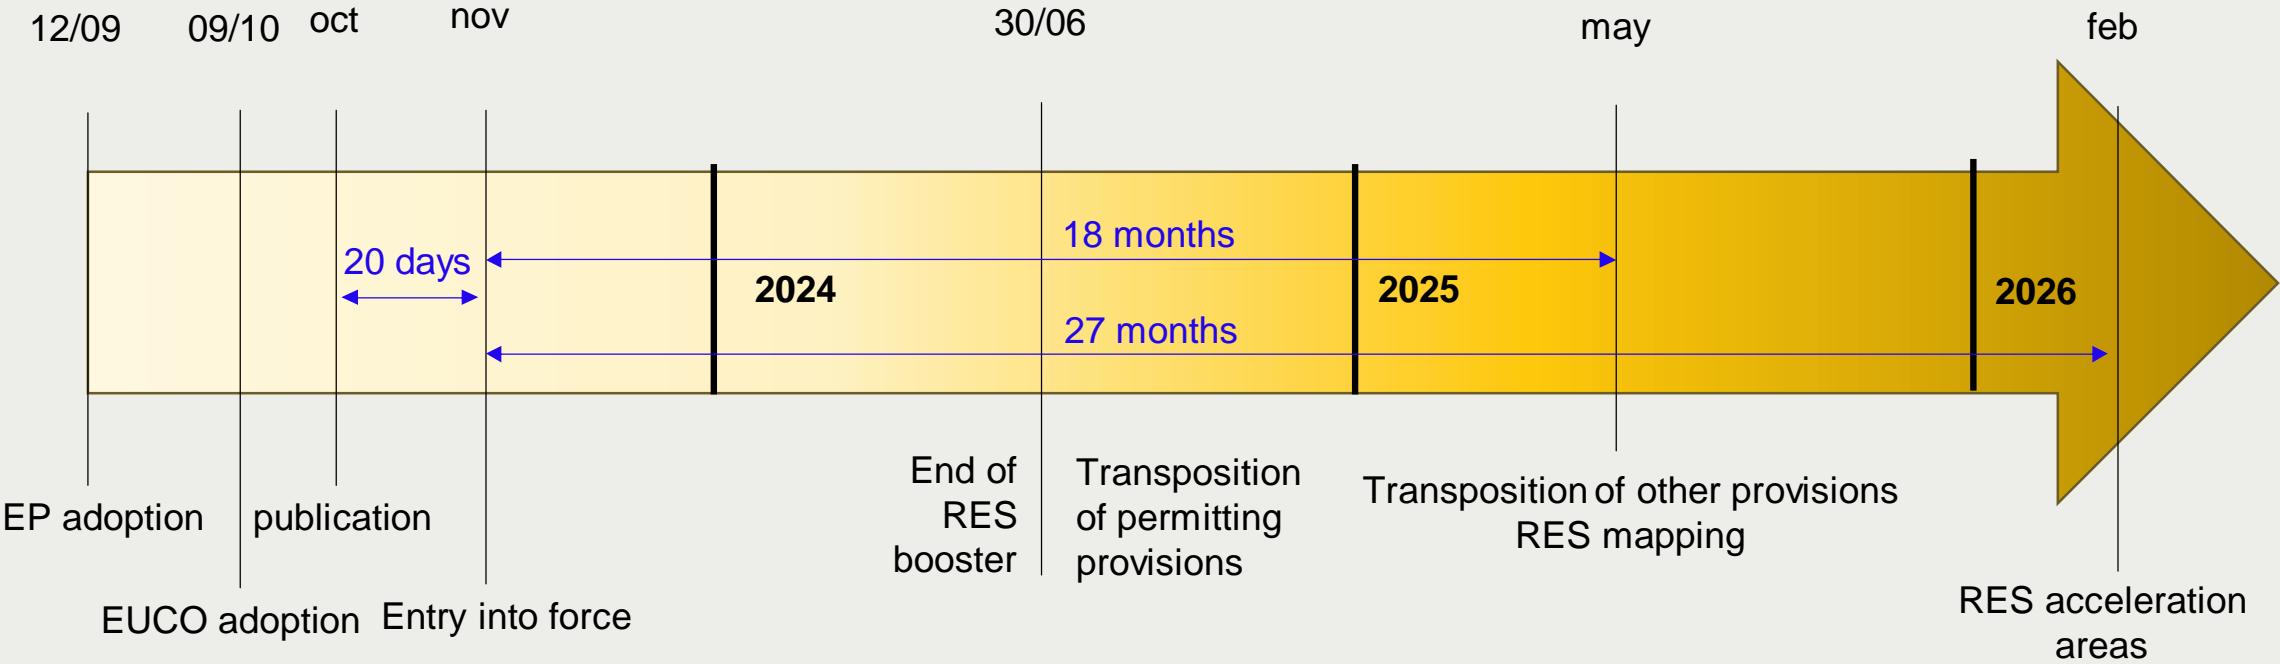 12/09
09/10
oct
nov
30/06
may
feb
20 days
18 months
2024
2025
2026
27 months
EP adoption
publication
EUCO adoption
Entry into force
End of
RES
booster
Transposition
of permitting
provisions
Transposition of other provisions
RES mapping
RES acceleration
areas